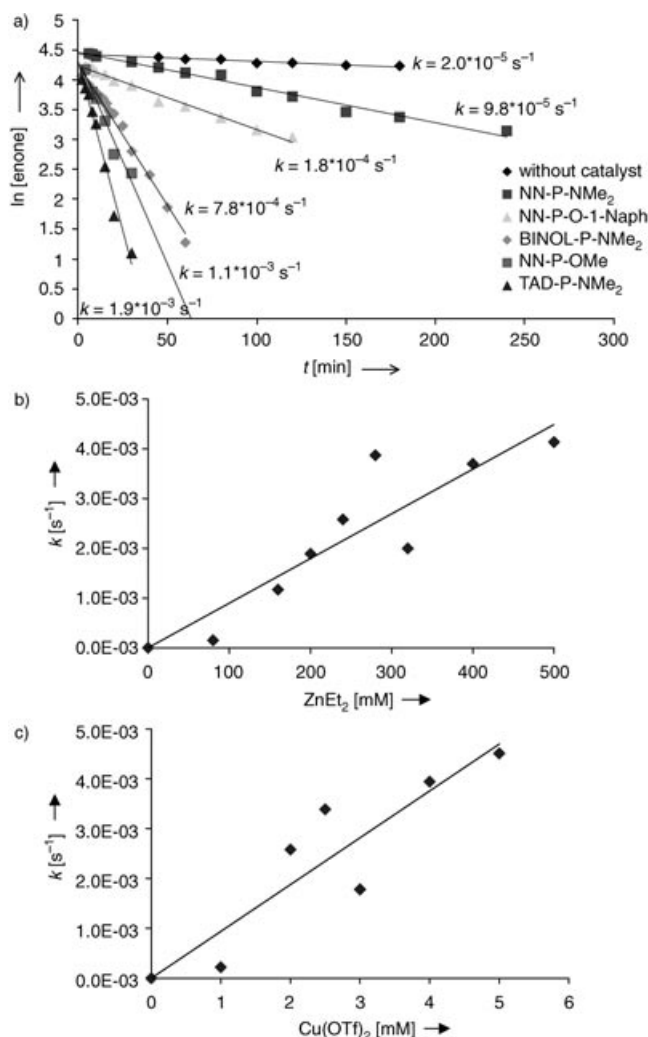 a)
5
4.5
4
3.5
3
2.5
2
1.5
1
0.5
0
ln [enone]
k = 2.0*10⁻⁵ s⁻¹
k = 9.8*10⁻⁵ s⁻¹
k = 1.8*10⁻⁴ s⁻¹
k = 7.8*10⁻⁴ s⁻¹
k = 1.1*10⁻³ s⁻¹
k = 1.9*10⁻³ s⁻¹
without catalyst
NN-P-NMe₂
NN-P-O-1-Naph
BINOL-P-NMe₂
NN-P-OMe
TAD-P-NMe₂
0 50 100 150 200 250 300
t [min]
b)
5.0E-03
4.0E-03
3.0E-03
2.0E-03
1.0E-03
0.0E-03
k [s⁻¹]
0 100 200 300 400 500
ZnEt₂ [mM]
c)
5.0E-03
4.0E-03
3.0E-03
2.0E-03
1.0E-03
0.0E-03
k [s⁻¹]
0 1 2 3 4 5 6
Cu(OTf)₂ [mM]